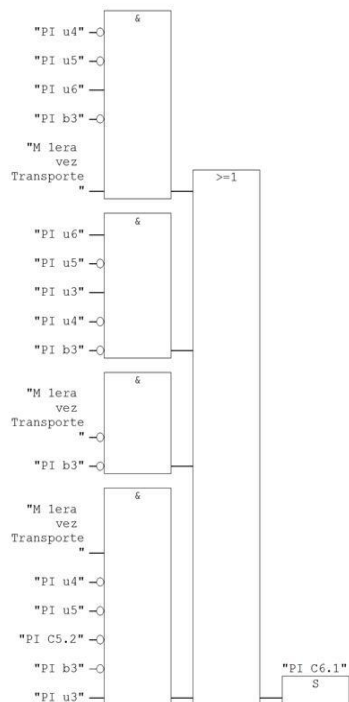 &
"PI u4"
"PI u5"
"PI u6"
"PI b3"
"M 1era
vez
Transporte
"
>=1
&
"PI u6"
"PI u5"
"PI u3"
"PI u4"
"PI b3"
&
"M 1era
vez
Transporte
"
"PI b3"
&
"M 1era
vez
Transporte
"
"PI u4"
"PI u5"
"PI C5.2"
"PI b3"
"PI u3"
"PI C6.1"
S